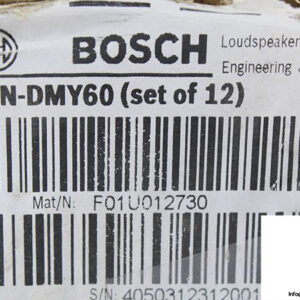 BOSCH
Loudspeaker
Engineering &
N-DMY60 (set of 12)
Mat/N: F01U012730
S/N: 4050312312001